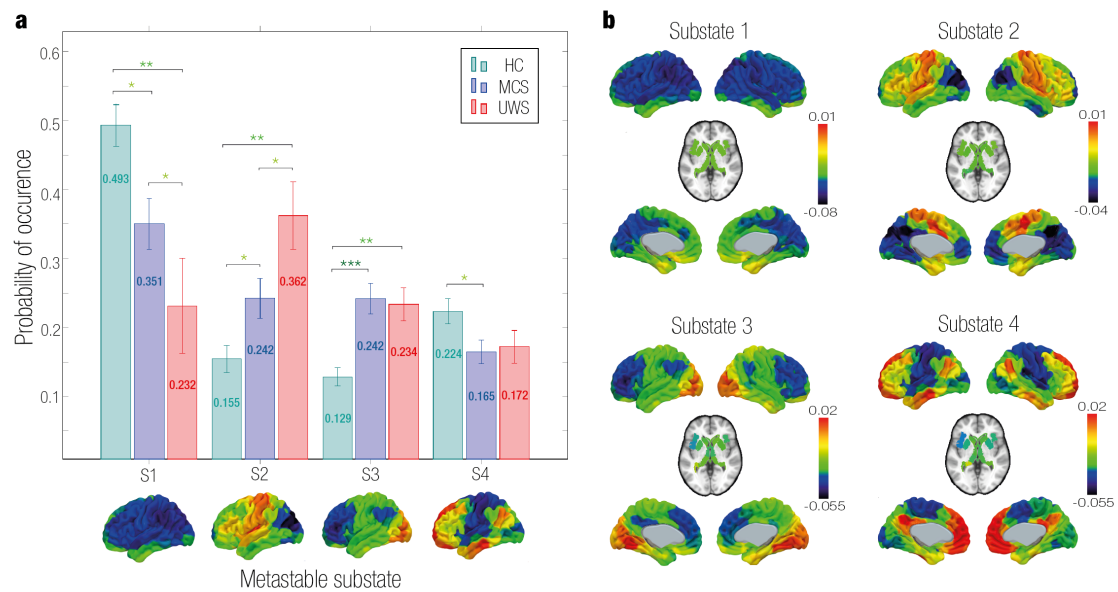 a
Probability of occurence
0.6
0.5
0.4
0.3
0.2
0.1
**
*
*
**
*
*
**
***
*
HC
MCS
UWS
0.493
0.351
0.232
0.155
0.242
0.362
0.129
0.242
0.234
0.224
0.165
0.172
S1
S2
S3
S4
Metastable substate
b
Substate 1
0.01
-0.08
Substate 2
0.01
-0.04
Substate 3
0.02
-0.055
Substate 4
0.02
-0.055